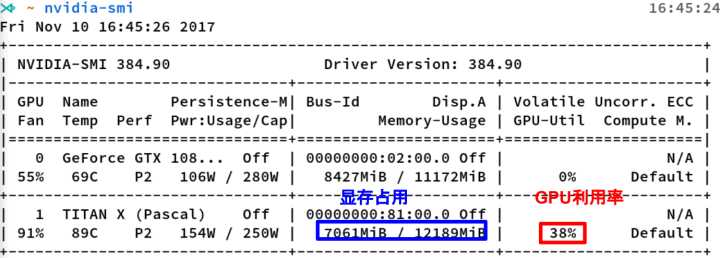 ~ nvidia-smi 16:45:24
Fri Nov 10 16:45:26 2017
+-----------------------------------------------------------------------------+
| NVIDIA-SMI 384.90                 Driver Version: 384.90                    |
|-------------------------------+----------------------+----------------------+
| GPU  Name        Persistence-M| Bus-Id        Disp.A | Volatile Uncorr. ECC |
| Fan  Temp  Perf  Pwr:Usage/Cap|         Memory-Usage | GPU-Util  Compute M. |
|===============================+======================+======================|
|   0  GeForce GTX 108...  Off  | 00000000:02:00.0 Off |                  N/A |
| 55%   69C    P2   106W / 280W |   8427MiB / 11172MiB |      0%      Default |
显存占用 GPU利用率
+-------------------------------+----------------------+----------------------+
|   1  TITAN X (Pascal)    Off  | 00000000:81:00.0 Off |                  N/A |
| 91%   89C    P2   154W / 250W |   7061MiB / 12189MiB |     38%      Default |
+-------------------------------+----------------------+----------------------+